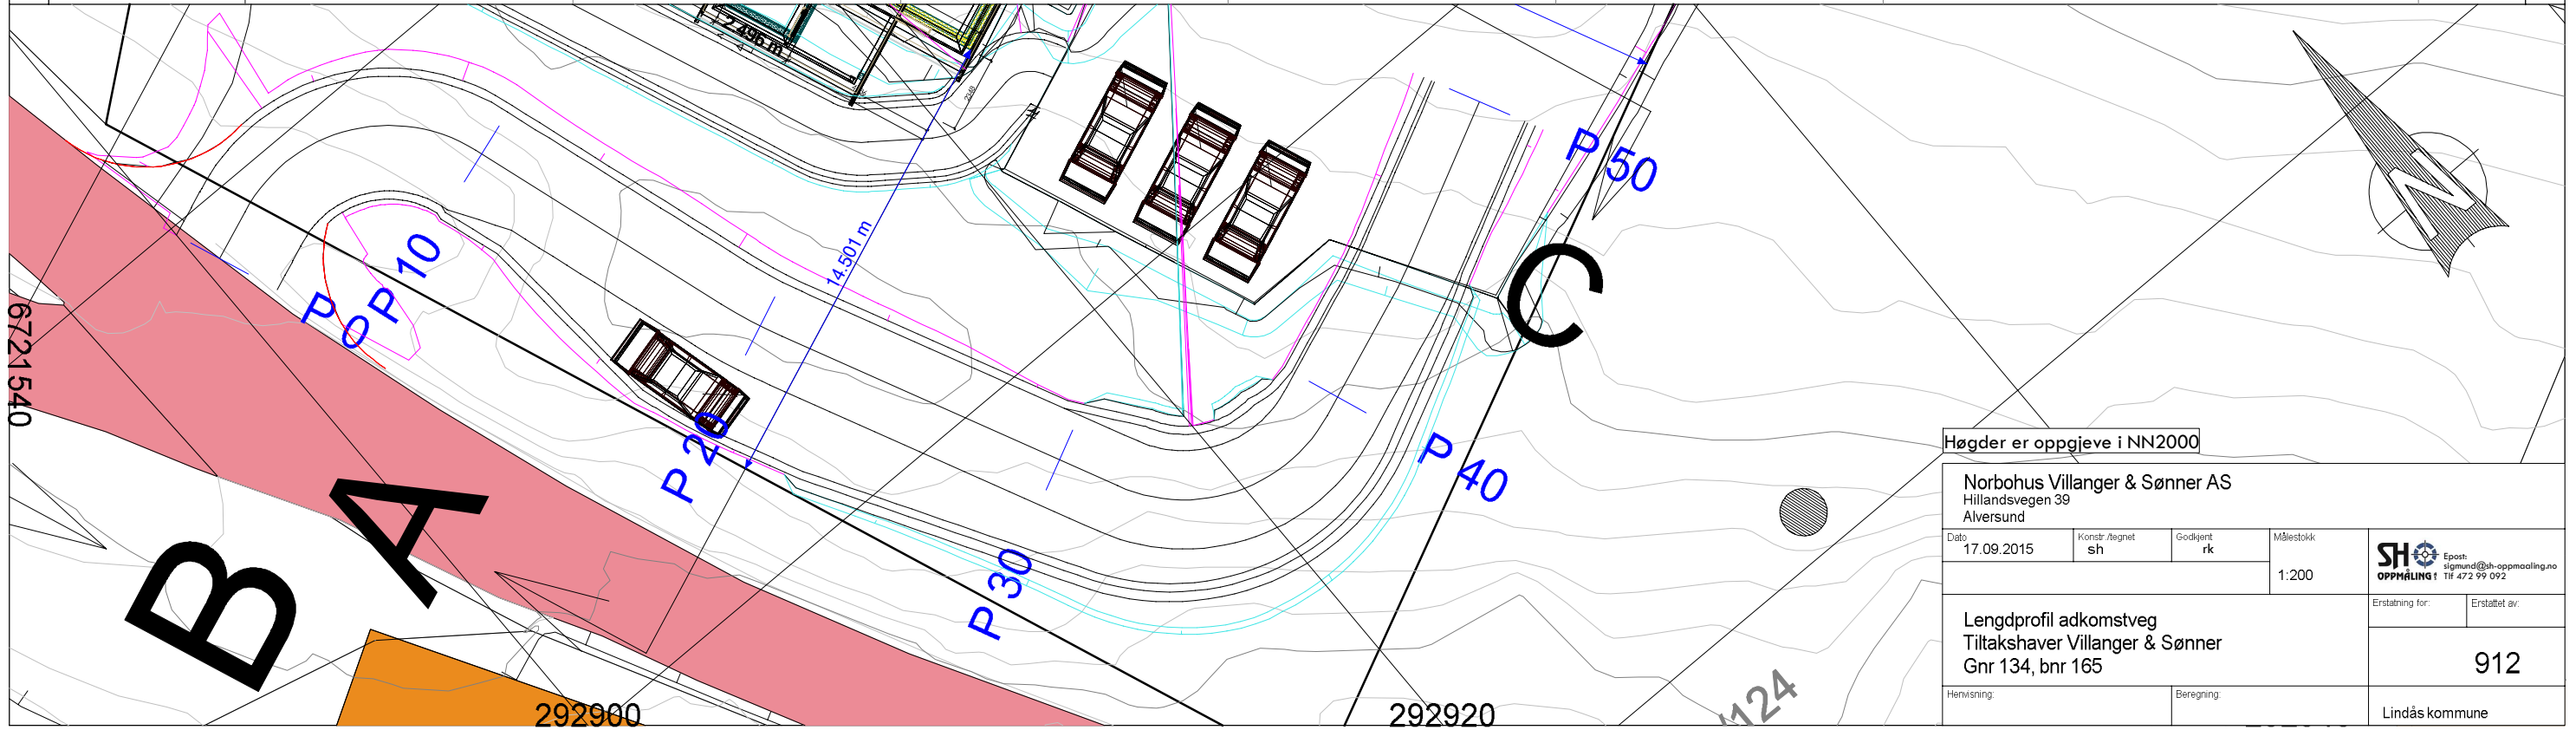 2.496 m
2048
14.501 m
P 0
P 10
P 20
P 30
P 40
P 50
A
B
C
N
6721540
292900
292920
/124
Høgder er oppgjeve i NN2000
Norbohus Villanger & Sønner AS
Hillandsvegen 39
Alversund
Dato
17.09.2015
Konstr./tegnet
sh
Godkjent
rk
Målestokk
1:200
SH
OPPMÅLING!
Epost:
sigmund@sh-oppmaaling.no
Tlf 472 99 092
Lengdprofil adkomstveg
Tiltakshaver Villanger & Sønner
Gnr 134, bnr 165
Erstatning for:
Erstattet av:
912
Henvisning:
Beregning:
Lindås kommune